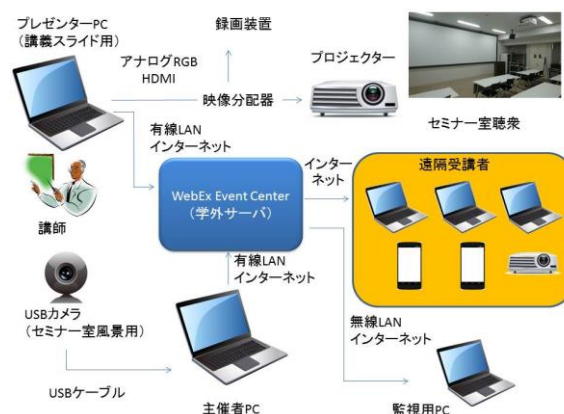 プレゼンターPC
(講義スライド用)
録画装置
アナログRGB
HDMI
プロジェクター
映像分配器
セミナー室聴衆
有線LAN
インターネット
WebEx Event Center
(学外サーバ)
インター
ネット
遠隔受講者
講師
有線LAN
インターネット
USBカメラ
(セミナー室風景用)
無線LAN
インターネット
USBケーブル
主催者PC
監視用PC